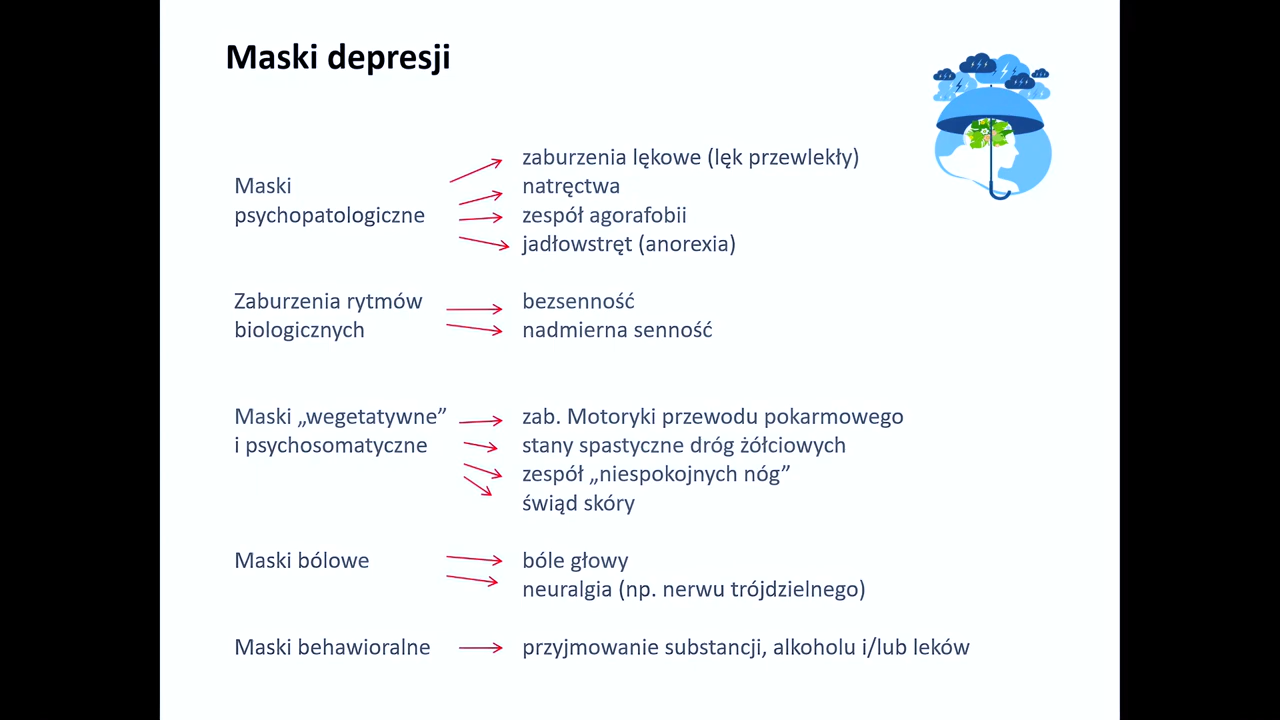 Maski depresji
Maski
psychopatologiczne
zaburzenia lękowe (lęk przewlekły)
natręctwa
zespół agorafobii
jadłowstręt (anorexia)
Zaburzenia rytmów
biologicznych
bezsenność
nadmierna senność
Maski „wegetatywne”
i psychosomatyczne
zab. Motoryki przewodu pokarmowego
stany spastyczne dróg żółciowych
zespół „niespokojnych nóg”
świąd skóry
Maski bólowe
bóle głowy
neuralgia (np. nerwu trójdzielnego)
Maski behawioralne
przyjmowanie substancji, alkoholu i/lub leków